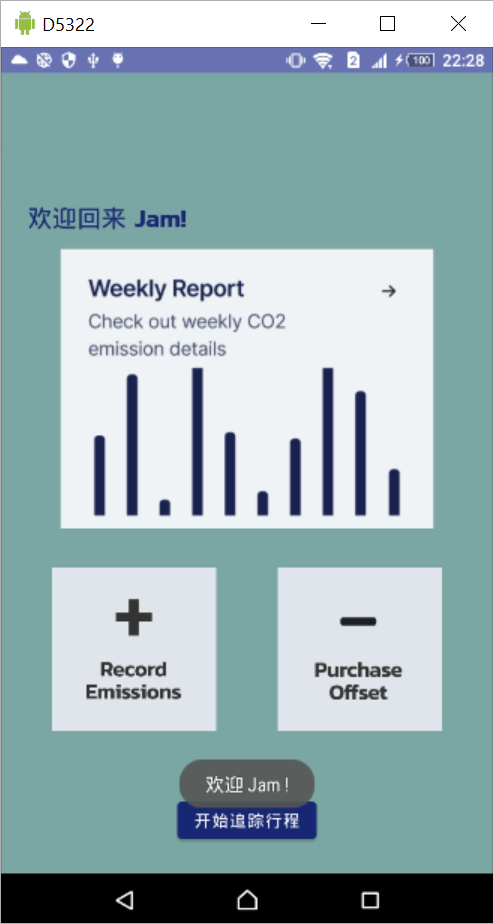 D5322
2 100 22:28
欢迎回来 Jam!
Weekly Report
Check out weekly CO2
emission details
Record
Emissions
Purchase
Offset
欢迎 Jam !
开始追踪行程